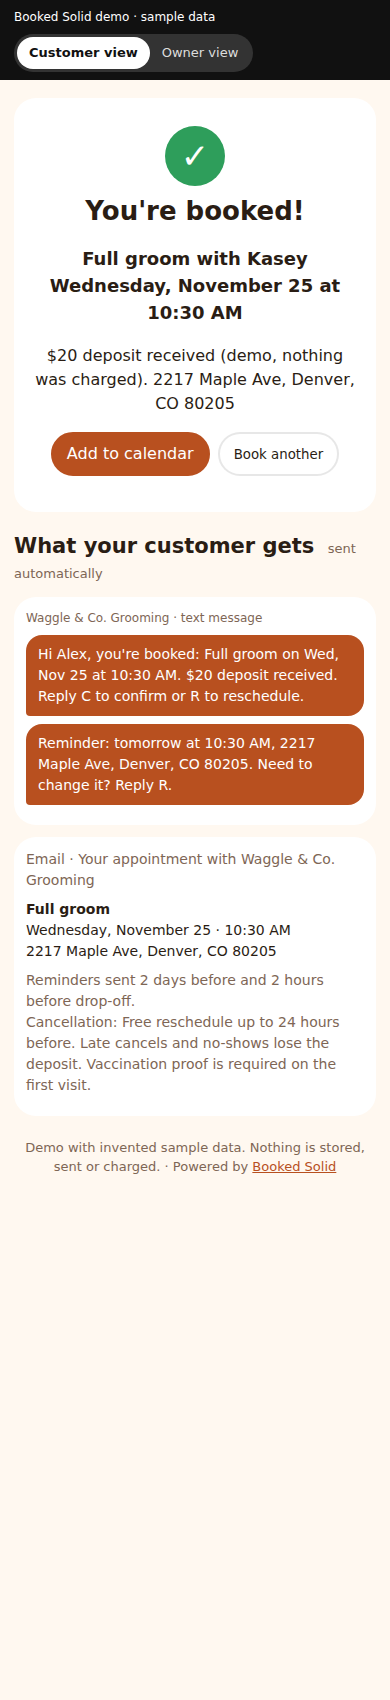 Booked Solid demo · sample data
Customer view Owner view
✓
You're booked!
Full groom with Kasey
Wednesday, November 25 at
10:30 AM
$20 deposit received (demo, nothing
was charged). 2217 Maple Ave, Denver,
CO 80205
Add to calendar Book another
What your customer gets sent
automatically
Waggle & Co. Grooming · text message
Hi Alex, you're booked: Full groom on Wed,
Nov 25 at 10:30 AM. $20 deposit received.
Reply C to confirm or R to reschedule.
Reminder: tomorrow at 10:30 AM, 2217
Maple Ave, Denver, CO 80205. Need to
change it? Reply R.
Email · Your appointment with Waggle & Co.
Grooming
Full groom
Wednesday, November 25 · 10:30 AM
2217 Maple Ave, Denver, CO 80205
Reminders sent 2 days before and 2 hours
before drop-off.
Cancellation: Free reschedule up to 24 hours
before. Late cancels and no-shows lose the
deposit. Vaccination proof is required on the
first visit.
Demo with invented sample data. Nothing is stored,
sent or charged. · Powered by Booked Solid